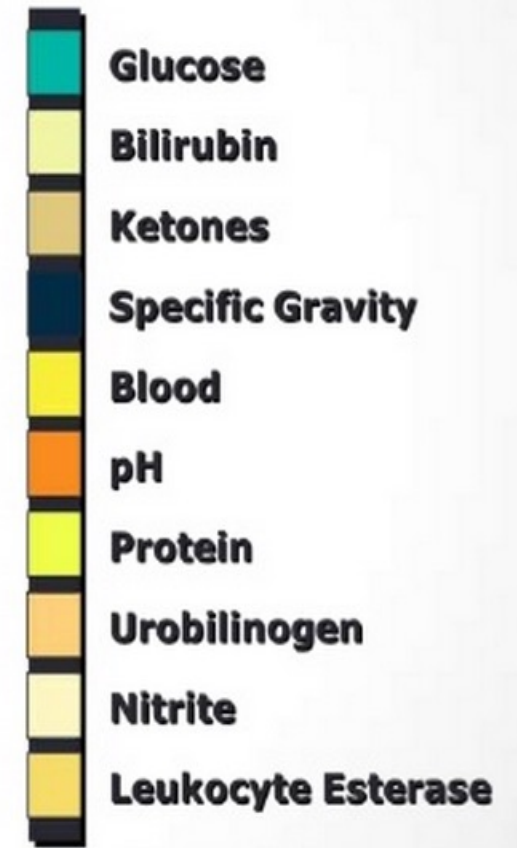 Glucose
Bilirubin
Ketones
Specific Gravity
Blood
pH
Protein
Urobilinogen
Nitrite
Leukocyte Esterase